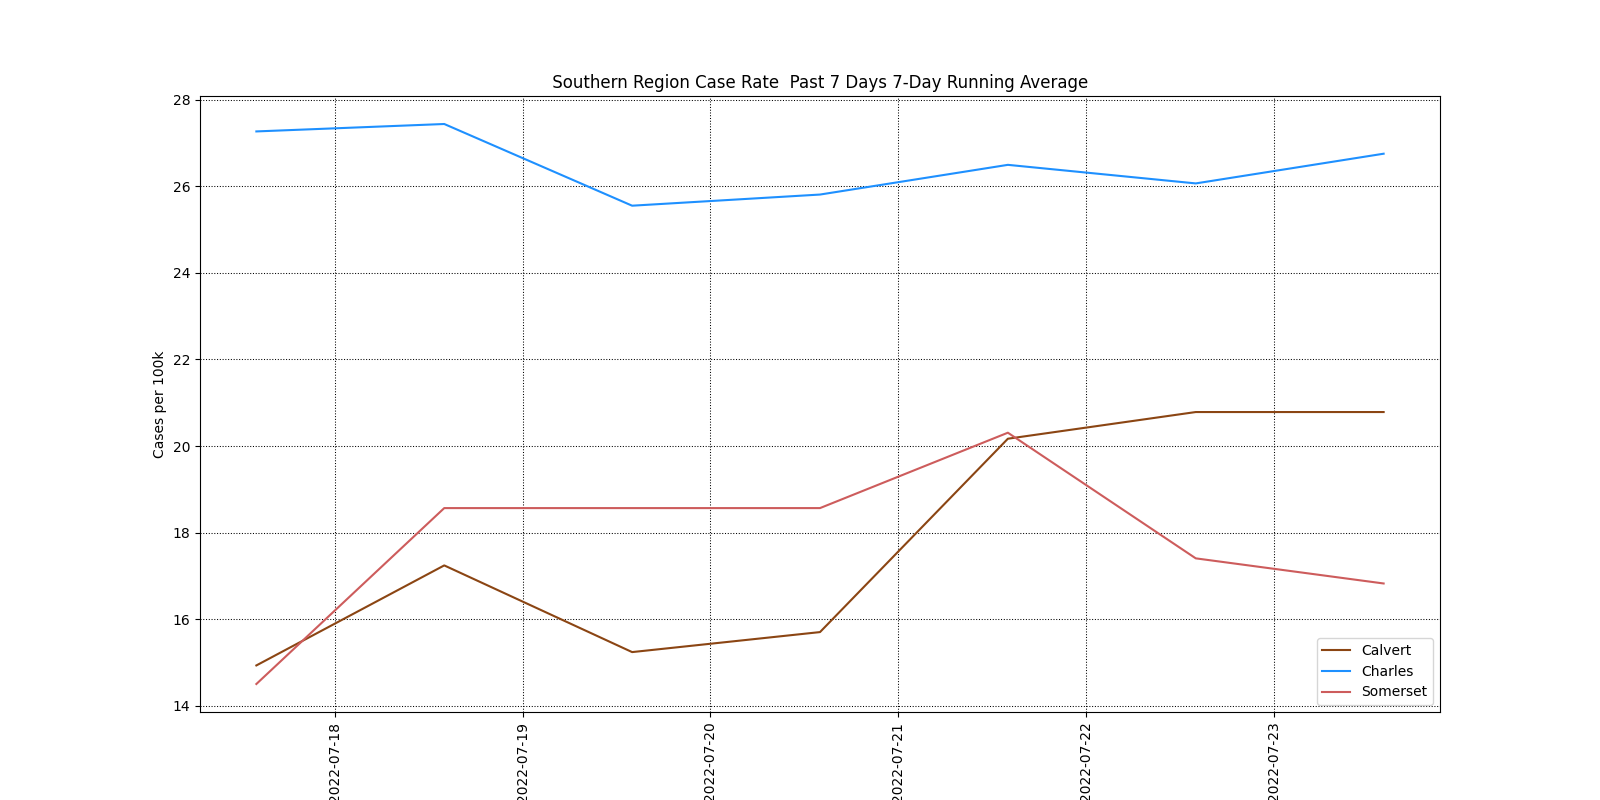 Southern Region Case Rate  Past 7 Days 7-Day Running Average
28
26
24
22
20
18
16
14
Cases per 100k
Calvert
Charles
Somerset
2022-07-18
2022-07-19
2022-07-20
2022-07-21
2022-07-22
2022-07-23